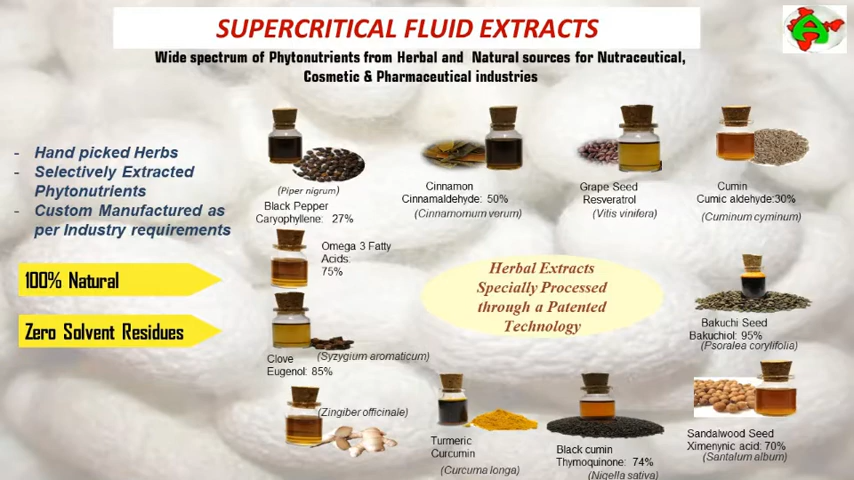 SUPERCRITICAL FLUID EXTRACTS
Wide spectrum of Phytonutrients from Herbal and Natural sources for Nutraceutical,
Cosmetic & Pharmaceutical industries
A
- Hand picked Herbs
- Selectively Extracted
Phytonutrients
- Custom Manufactured as
per Industry requirements
100% Natural
Zero Solvent Residues
(Piper nigrum)
Black Pepper
Caryophyllene: 27%
Cinnamon
Cinnamaldehyde: 50%
(Cinnamomum verum)
Grape Seed
Resveratrol
(Vitis vinifera)
Cumin
Cumic aldehyde:30%
(Cuminum cyminum)
Omega 3 Fatty
Acids:
75%
Herbal Extracts
Specially Processed
through a Patented
Technology
Bakuchi Seed
Bakuchiol: 95%
(Psoralea corylifolia)
(Syzygium aromaticum)
Clove
Eugenol: 85%
(Zingiber officinale)
Turmeric
Curcumin
(Curcuma longa)
Black cumin
Thymoquinone: 74%
(Nigella sativa)
Sandalwood Seed
Ximenynic acid: 70%
(Santalum album)